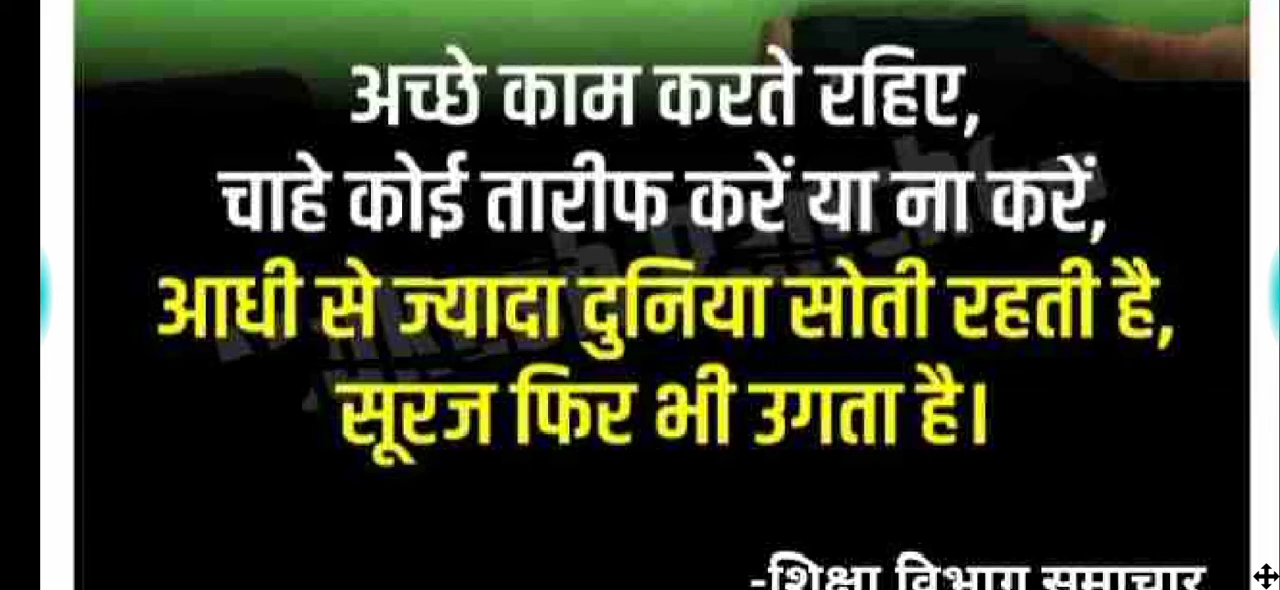 अच्छे काम करते रहिए,
चाहे कोई तारीफ करें या ना करें,
आधी से ज्यादा दुनिया सोती रहती है,
सूरज फिर भी उगता है।
-शिक्षा विभाग समाचार